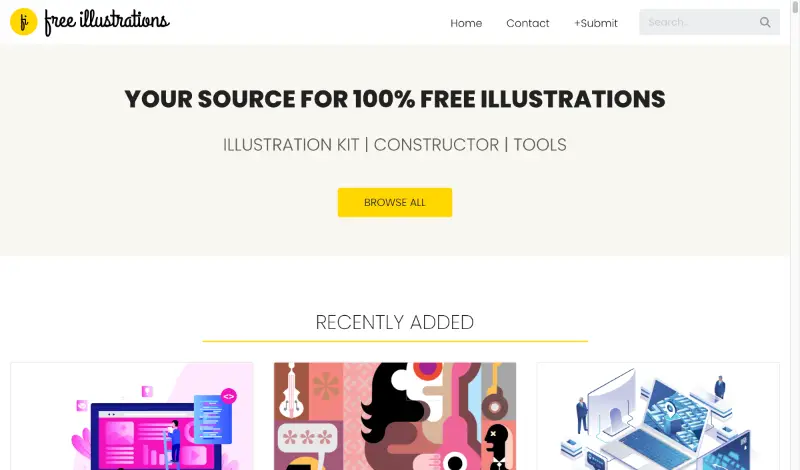 fi free illustrations
Home Contact +Submit Search...
YOUR SOURCE FOR 100% FREE ILLUSTRATIONS
ILLUSTRATION KIT | CONSTRUCTOR | TOOLS
BROWSE ALL
RECENTLY ADDED
<>
***